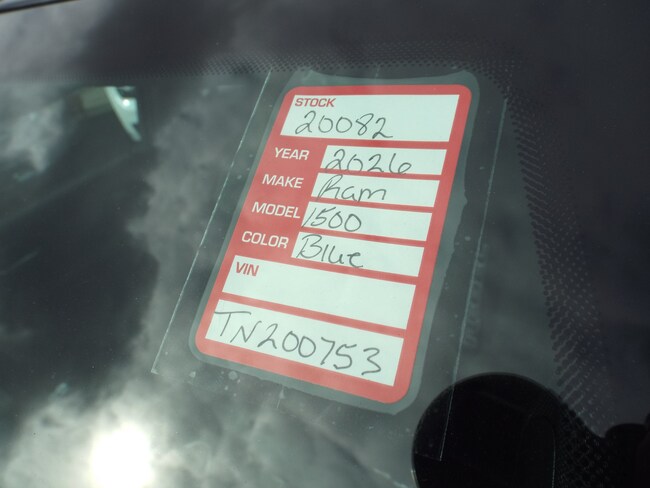 STOCK
20082
YEAR 2026
MAKE Ram
MODEL 1500
COLOR Blue
VIN
TN200753